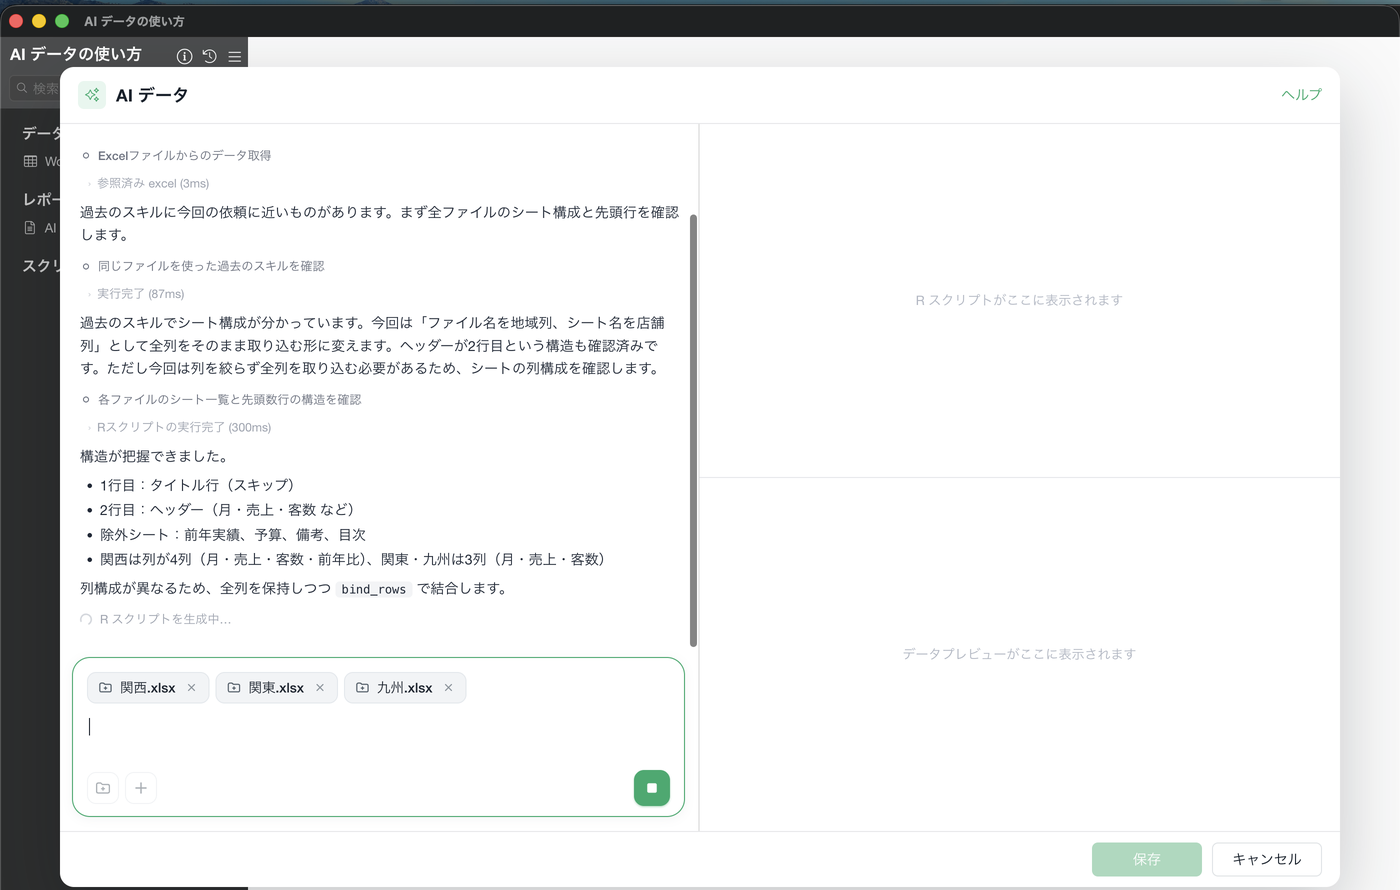 AI データの使い方
AI データの使い方
検索
データ
Wo
レポー
AI
スクリ
AI データ
ヘルプ
Excelファイルからのデータ取得
参照済み excel (3ms)
過去のスキルに今回の依頼に近いものがあります。まず全ファイルのシート構成と先頭行を確認
します。
同じファイルを使った過去のスキルを確認
実行完了 (87ms)
過去のスキルでシート構成が分かっています。今回は「ファイル名を地域列、シート名を店舗
列」として全列をそのまま取り込む形に変えます。ヘッダーが2行目という構造も確認済みで
す。ただし今回は列を絞らず全列を取り込む必要があるため、シートの列構成を確認します。
各ファイルのシート一覧と先頭数行の構造を確認
Rスクリプトの実行完了 (300ms)
構造が把握できました。
• 1行目：タイトル行（スキップ）
• 2行目：ヘッダー（月・売上・客数 など）
• 除外シート：前年実績、予算、備考、目次
• 関西は列が4列（月・売上・客数・前年比）、関東・九州は3列（月・売上・客数）
列構成が異なるため、全列を保持しつつ bind_rows で結合します。
R スクリプトを生成中...
関西.xlsx
関東.xlsx
九州.xlsx
R スクリプトがここに表示されます
データプレビューがここに表示されます
保存
キャンセル